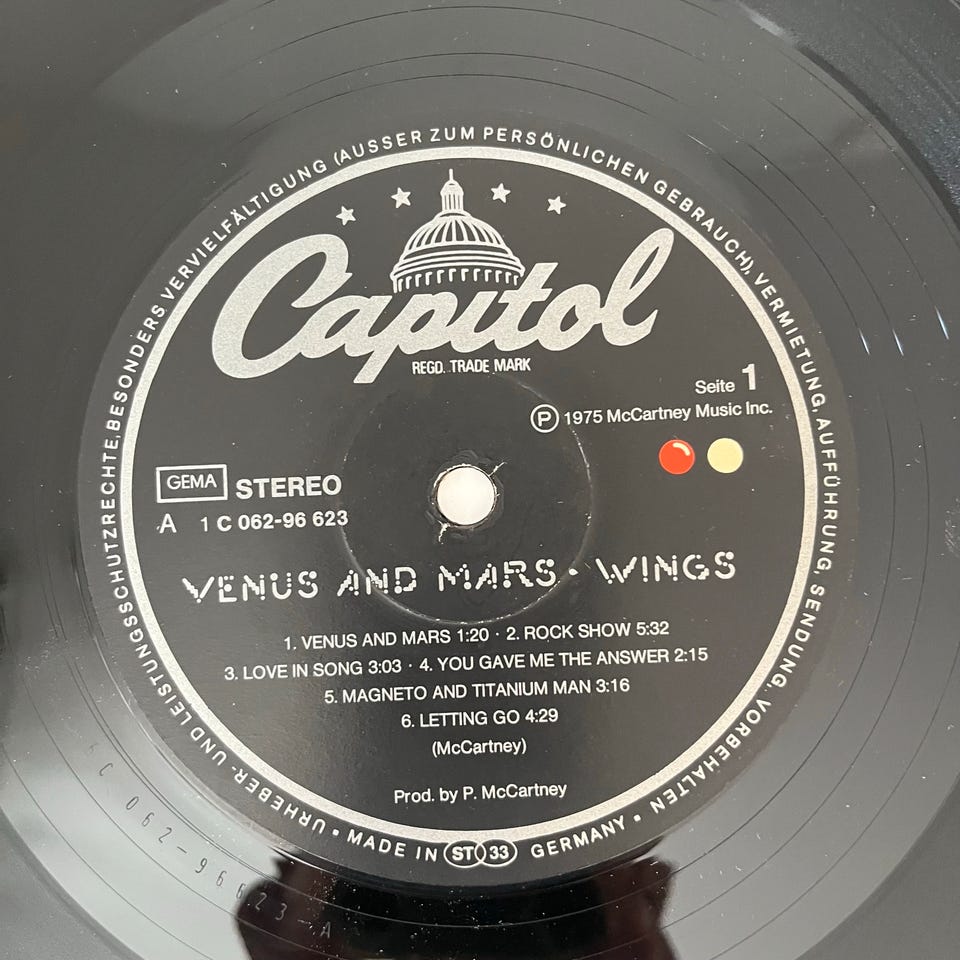 URHEBER- UND LEISTUNGSSCHUTZRECHTE, BESONDERS VERVIELFÄLTIGUNG (AUSSER ZUM PERSÖNLICHEN GEBRAUCH), VERMIETUNG, AUFFÜHRUNG, SENDUNG, VORBEHALTEN
Capitol
REGD. TRADE MARK
Seite 1
Ⓟ 1975 McCartney Music Inc.
GEMA STEREO
A 1 C 062-96 623
VENUS AND MARS · WINGS
1. VENUS AND MARS 1:20 · 2. ROCK SHOW 5:32
3. LOVE IN SONG 3:03 · 4. YOU GAVE ME THE ANSWER 2:15
5. MAGNETO AND TITANIUM MAN 3:16
6. LETTING GO 4:29
(McCartney)
Prod. by P. McCartney
• MADE IN ST 33 GERMANY •
C 062-96623-A